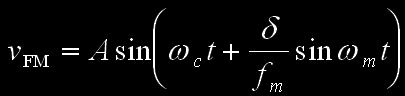 v_FM = A sin(ω_c t + δ/f_m sin ω_m t)